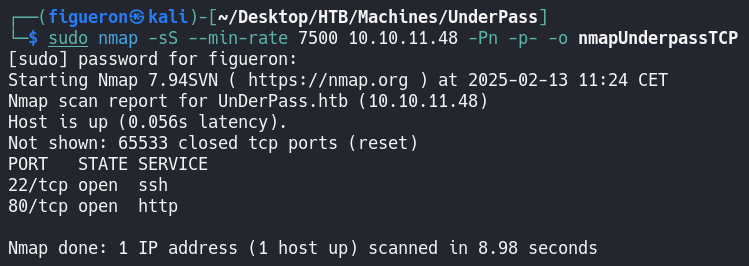 ┌──(figueron㉿kali)-[~/Desktop/HTB/Machines/UnderPass]
└─$ sudo nmap -sS --min-rate 7500 10.10.11.48 -Pn -p- -o nmapUnderpassTCP
[sudo] password for figueron:
Starting Nmap 7.94SVN ( https://nmap.org ) at 2025-02-13 11:24 CET
Nmap scan report for UnDerPass.htb (10.10.11.48)
Host is up (0.056s latency).
Not shown: 65533 closed tcp ports (reset)
PORT   STATE SERVICE
22/tcp open  ssh
80/tcp open  http
Nmap done: 1 IP address (1 host up) scanned in 8.98 seconds